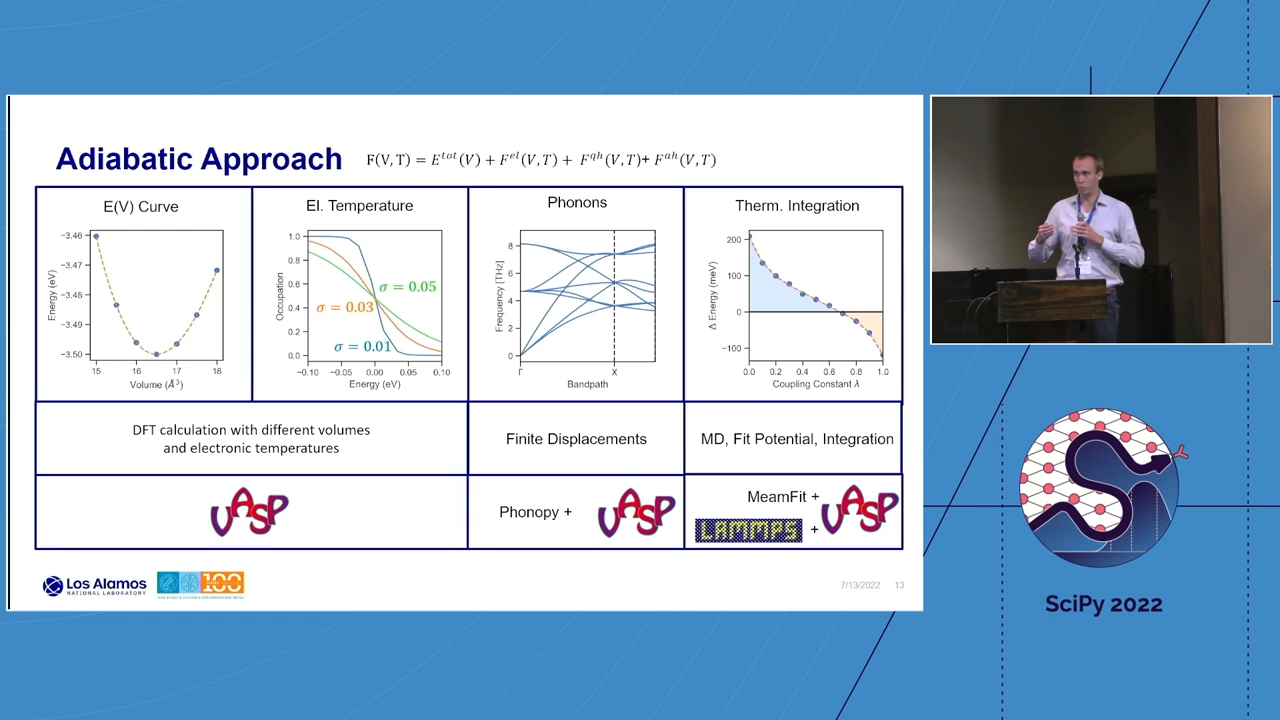 Adiabatic Approach
F(V, T) = E^tot(V) + F^el(V, T) + F^qh(V, T)+ F^ah(V, T)
E(V) Curve
−3.46
−3.47
−3.48
−3.49
−3.50
Energy (eV)
15 16 17 18
Volume (Å³)
El. Temperature
1.0
0.8
0.6
0.4
0.2
0.0
Occupation
σ = 0.05
σ = 0.03
σ = 0.01
−0.10 −0.05 0.00 0.05 0.10
Energy (eV)
Phonons
8
6
4
2
0
Frequency [THz]
Γ X
Bandpath
Therm. Integration
200
100
0
−100
Δ Energy (meV)
0.0 0.2 0.4 0.6 0.8 1.0
Coupling Constant λ
DFT calculation with different volumes
and electronic temperatures
Finite Displacements
MD, Fit Potential, Integration
VASP
Phonopy + VASP
MeamFit +
LAMMPS + VASP
Los Alamos
NATIONAL LABORATORY
100
7/13/2022 13
SciPy 2022